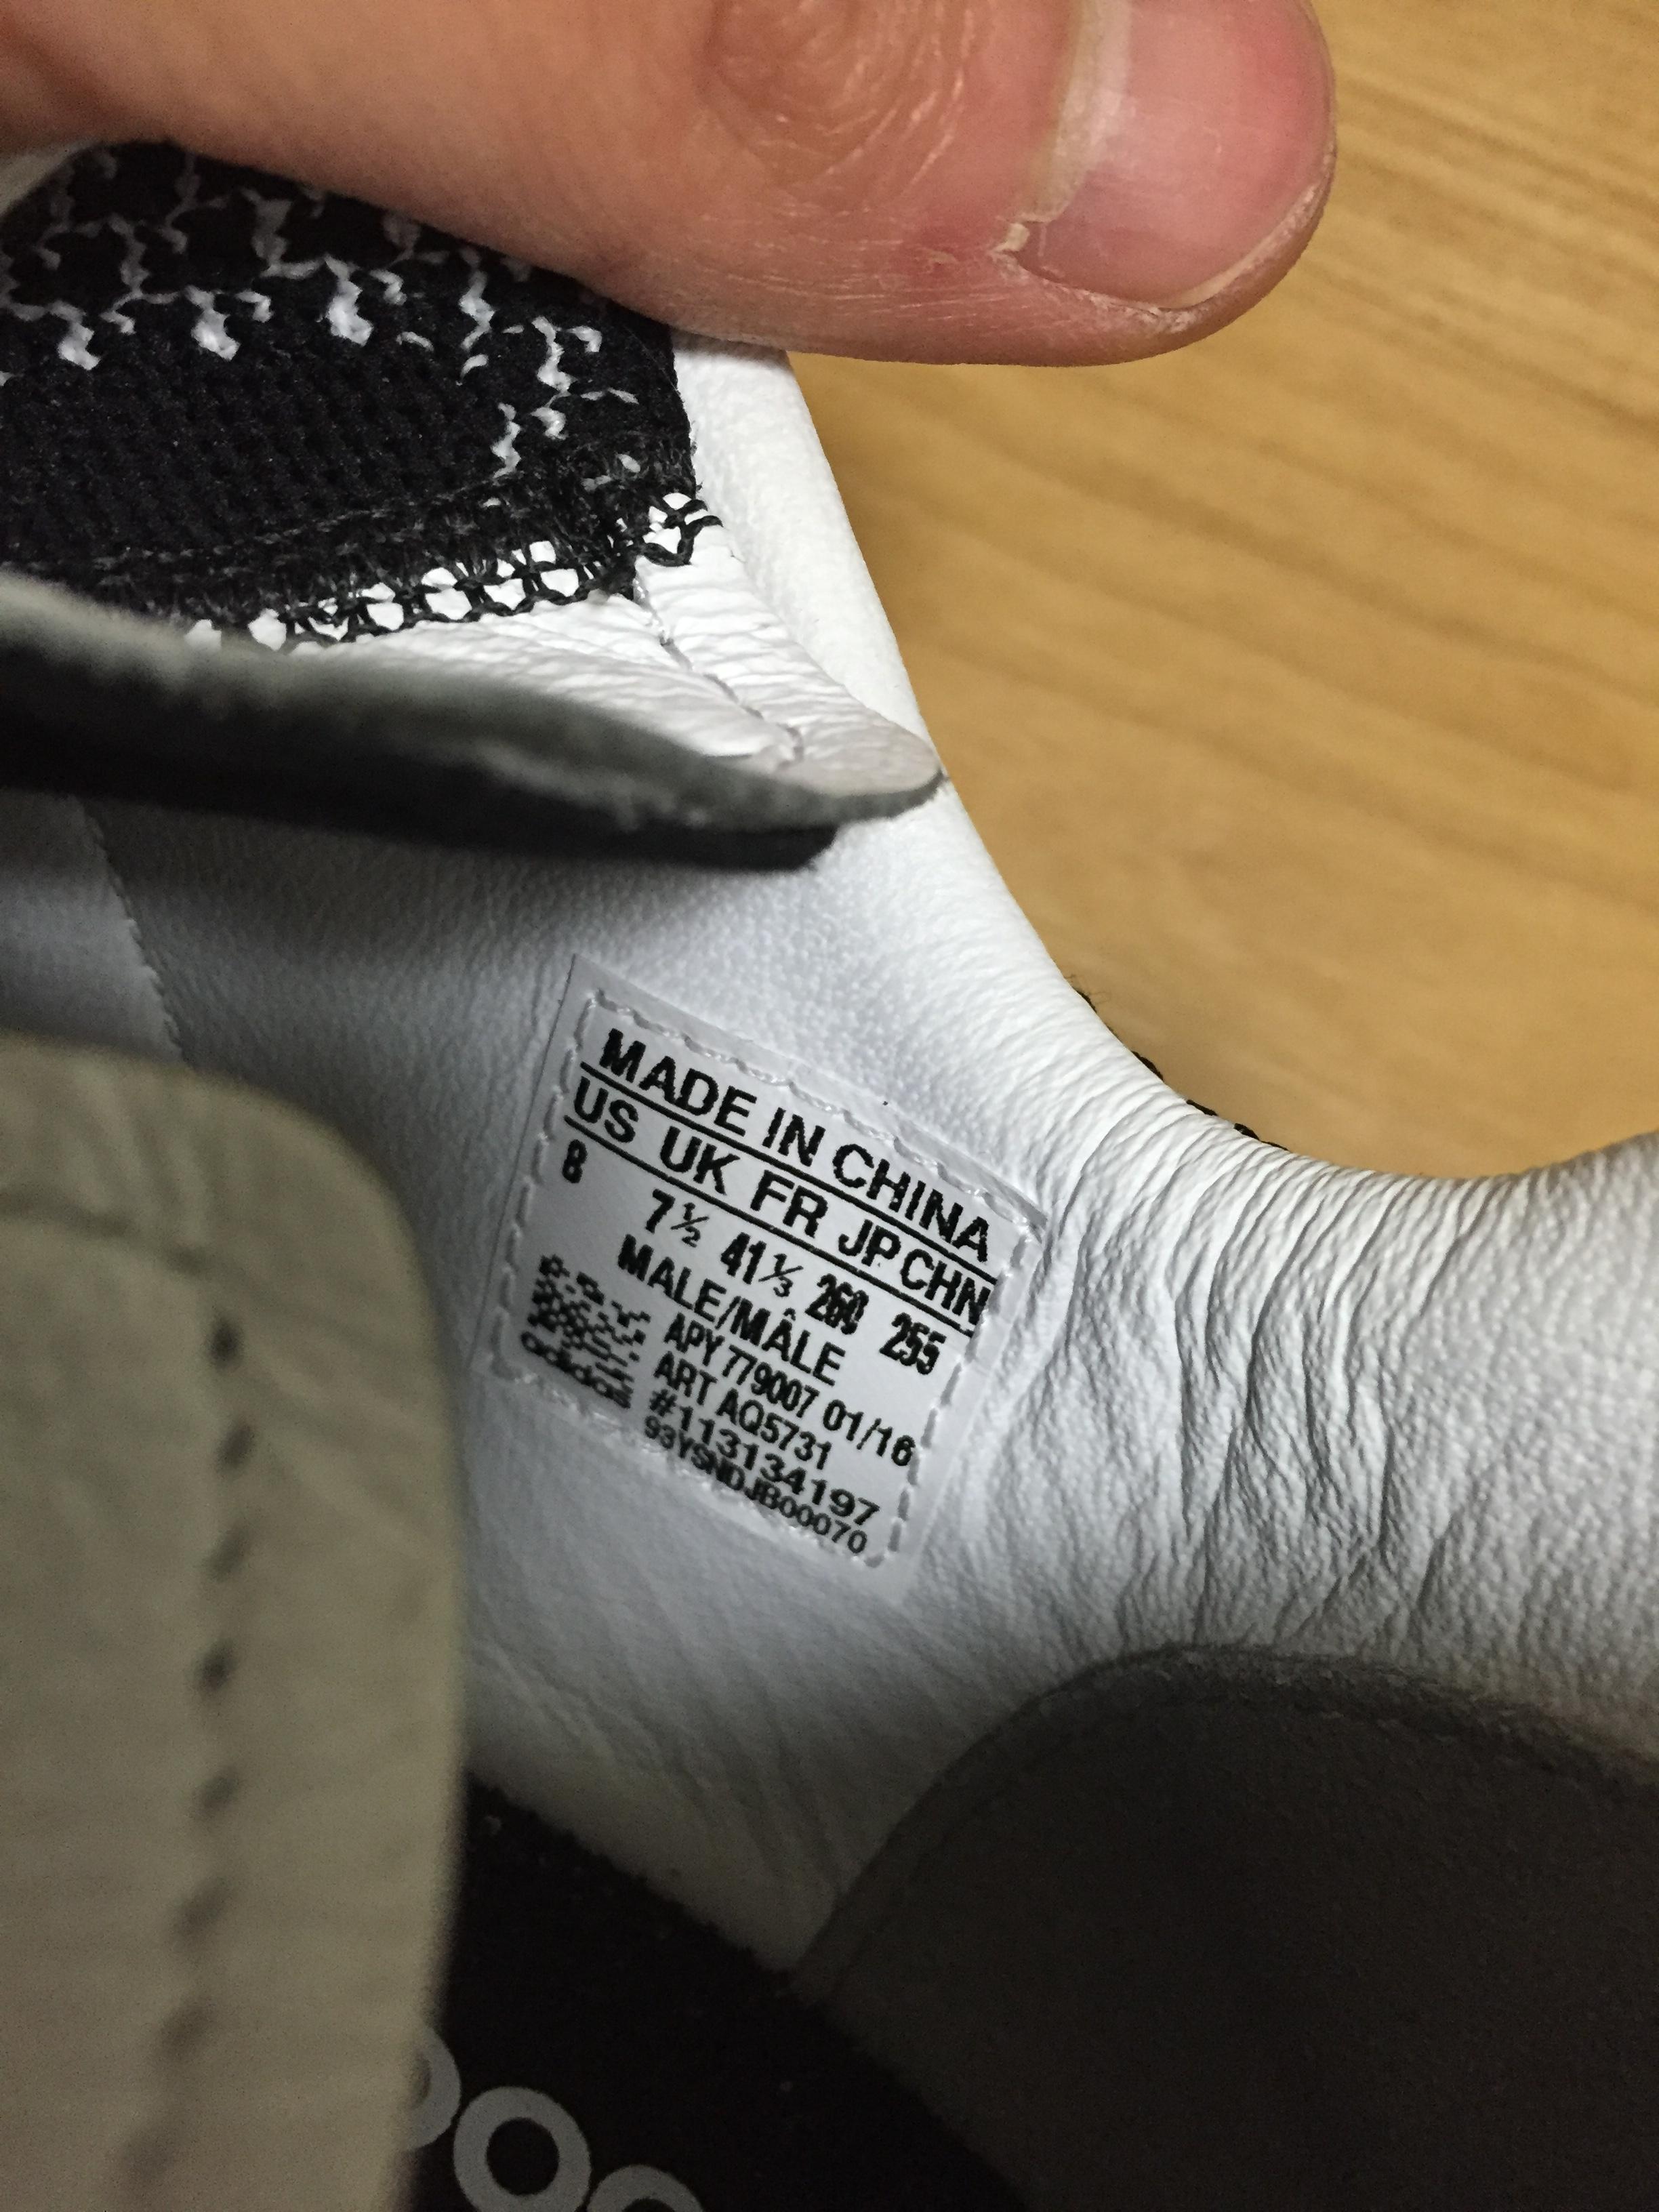 MADE IN CHINA
US UK FR JP CHN
8 7½ 41⅓ 260 255
MALE/MÂLE
APY 779007 01/16
ART AQ5731
#113134197
93YSNDJB00070
adidas